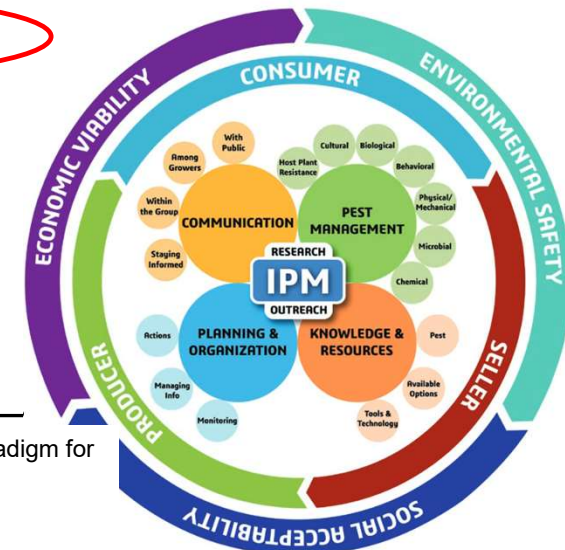 ECONOMIC VIABILITY
ENVIRONMENTAL SAFETY
SOCIAL ACCEPTABILITY
CONSUMER
SELLER
PRODUCER
With
Public
Among
Growers
Within
the Group
Staying
Informed
COMMUNICATION
Host Plant
Resistance
Cultural
Biological
Behavioral
Physical/
Mechanical
Microbial
Chemical
PEST
MANAGEMENT
RESEARCH
IPM
OUTREACH
PLANNING &
ORGANIZATION
Actions
Managing
Info
Monitoring
KNOWLEDGE &
RESOURCES
Pest
Available
Options
Tools &
Technology
adigm for